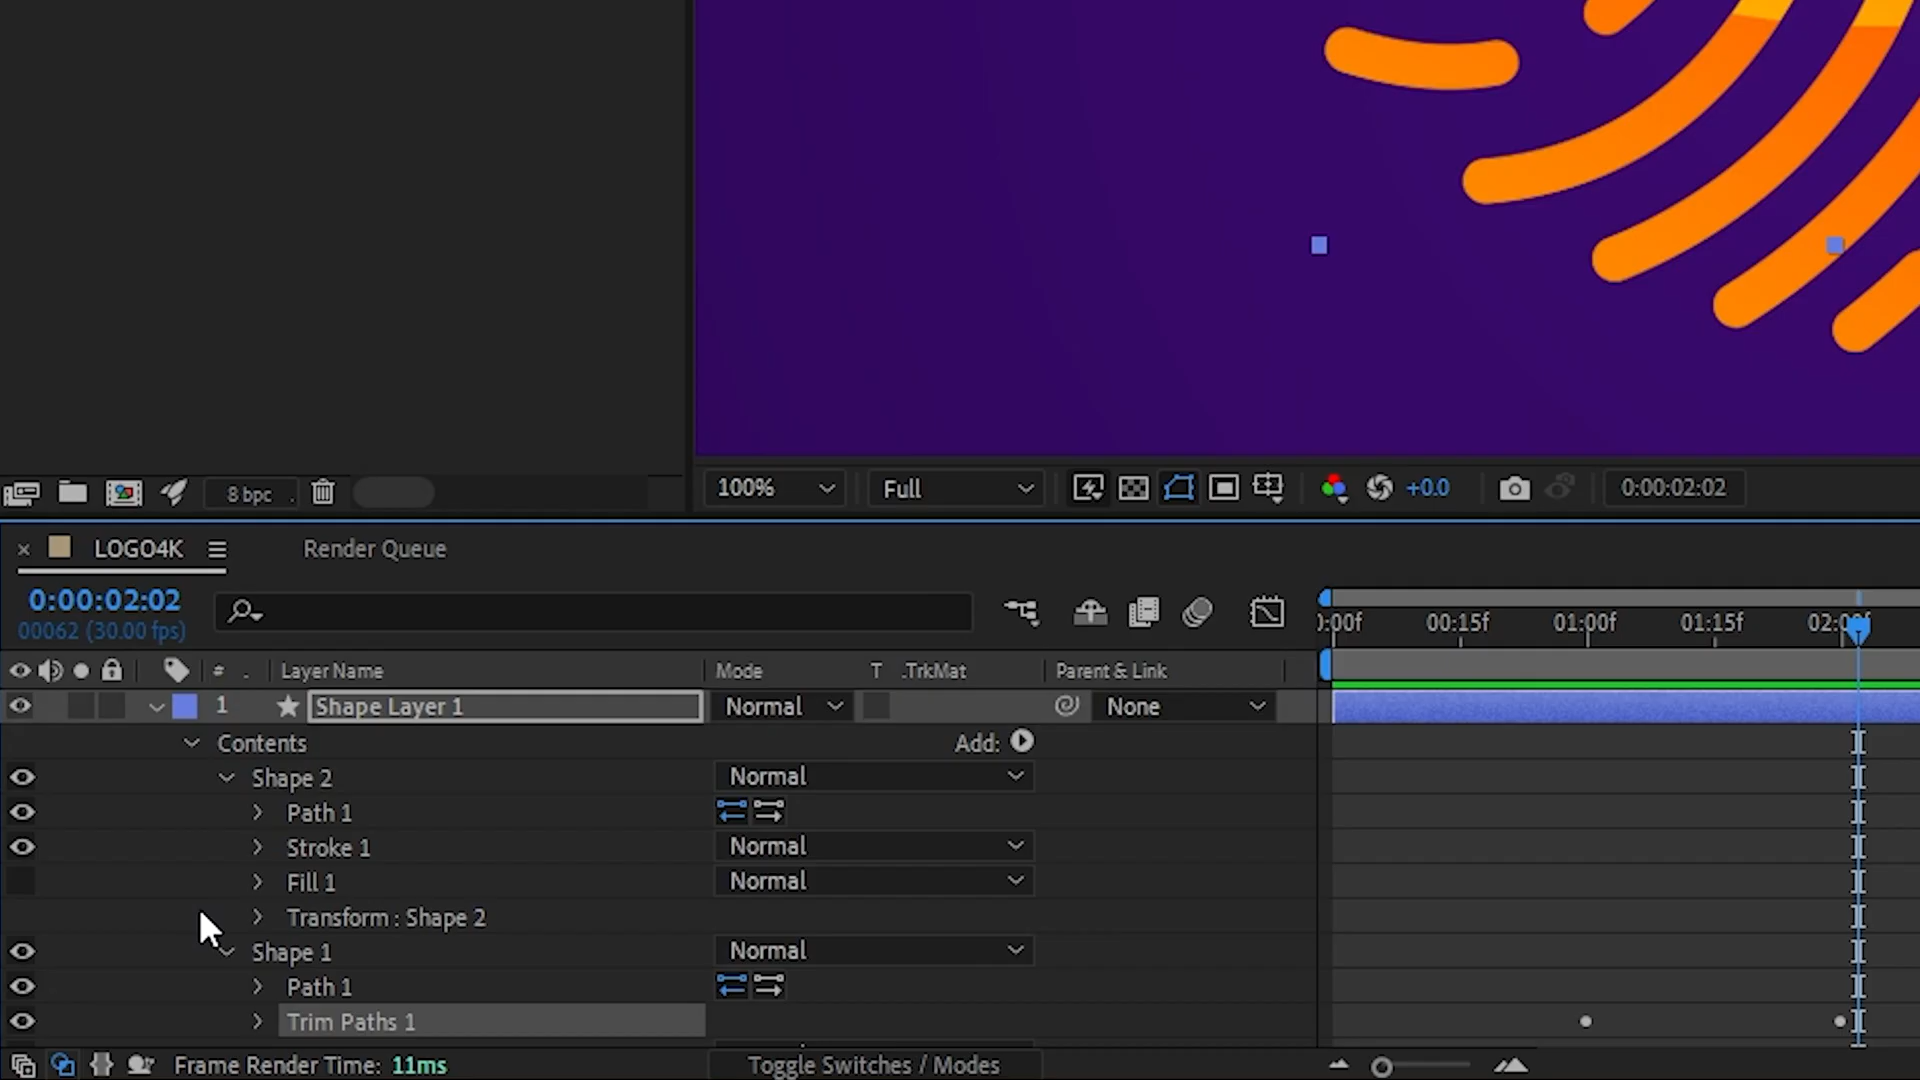 8 bpc
100%
Full
+0.0
0:00:02:02
LOGO4K
Render Queue
0:00:02:02
00062 (30.00 fps)
):00f
00:15f
01:00f
01:15f
#
.
Layer Name
Mode
T
.TrkMat
Parent & Link
1
Shape Layer 1
Normal
None
Contents
Add:
Shape 2
Normal
Path 1
Stroke 1
Normal
Fill 1
Normal
Transform : Shape 2
Shape 1
Normal
Path 1
Trim Paths 1
Frame Render Time: 11ms
Toggle Switches / Modes